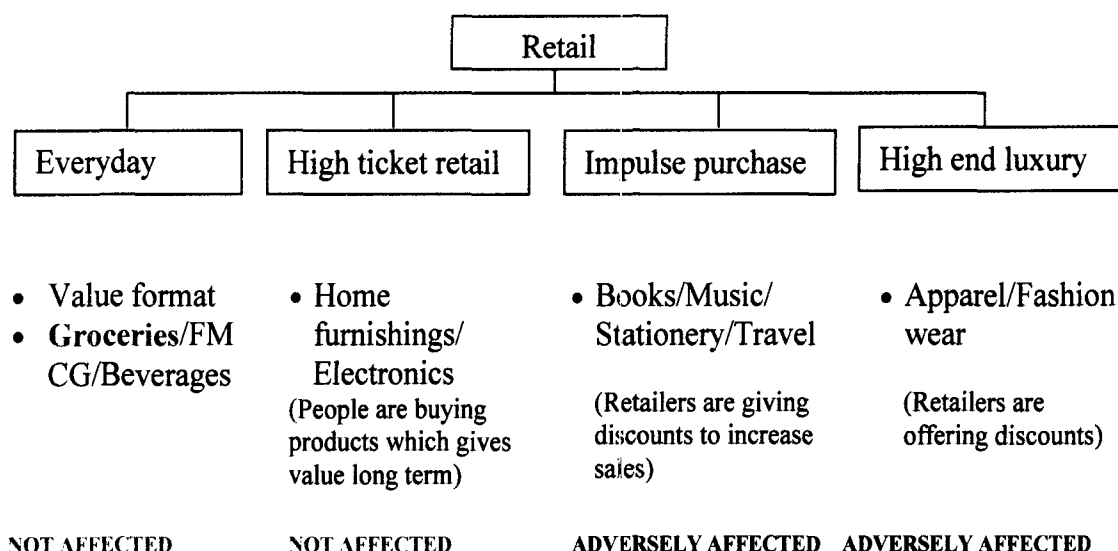 Retail
Everyday
High ticket retail
Impulse purchase
High end luxury
• Value format
• Groceries/FM
CG/Beverages
• Home
furnishings/
Electronics
(People are buying
products which gives
value long term)
• Books/Music/
Stationery/Travel
(Retailers are giving
discounts to increase
sales)
• Apparel/Fashion
wear
(Retailers are
offering discounts)
NOT AFFECTED
NOT AFFECTED
ADVERSELY AFFECTED
ADVERSELY AFFECTED